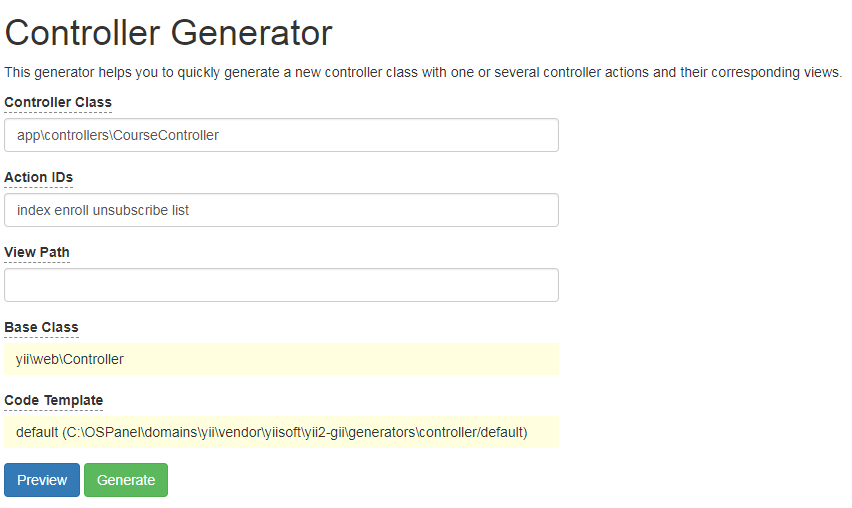 Controller Generator
This generator helps you to quickly generate a new controller class with one or several controller actions and their corresponding views.
Controller Class
app\controllers\CourseController
Action IDs
index enroll unsubscribe list
View Path
Base Class
yii\web\Controller
Code Template
default (C:\OSPanel\domains\yii\vendor\yiisoft\yii2-gii\generators\controller/default)
Preview Generate